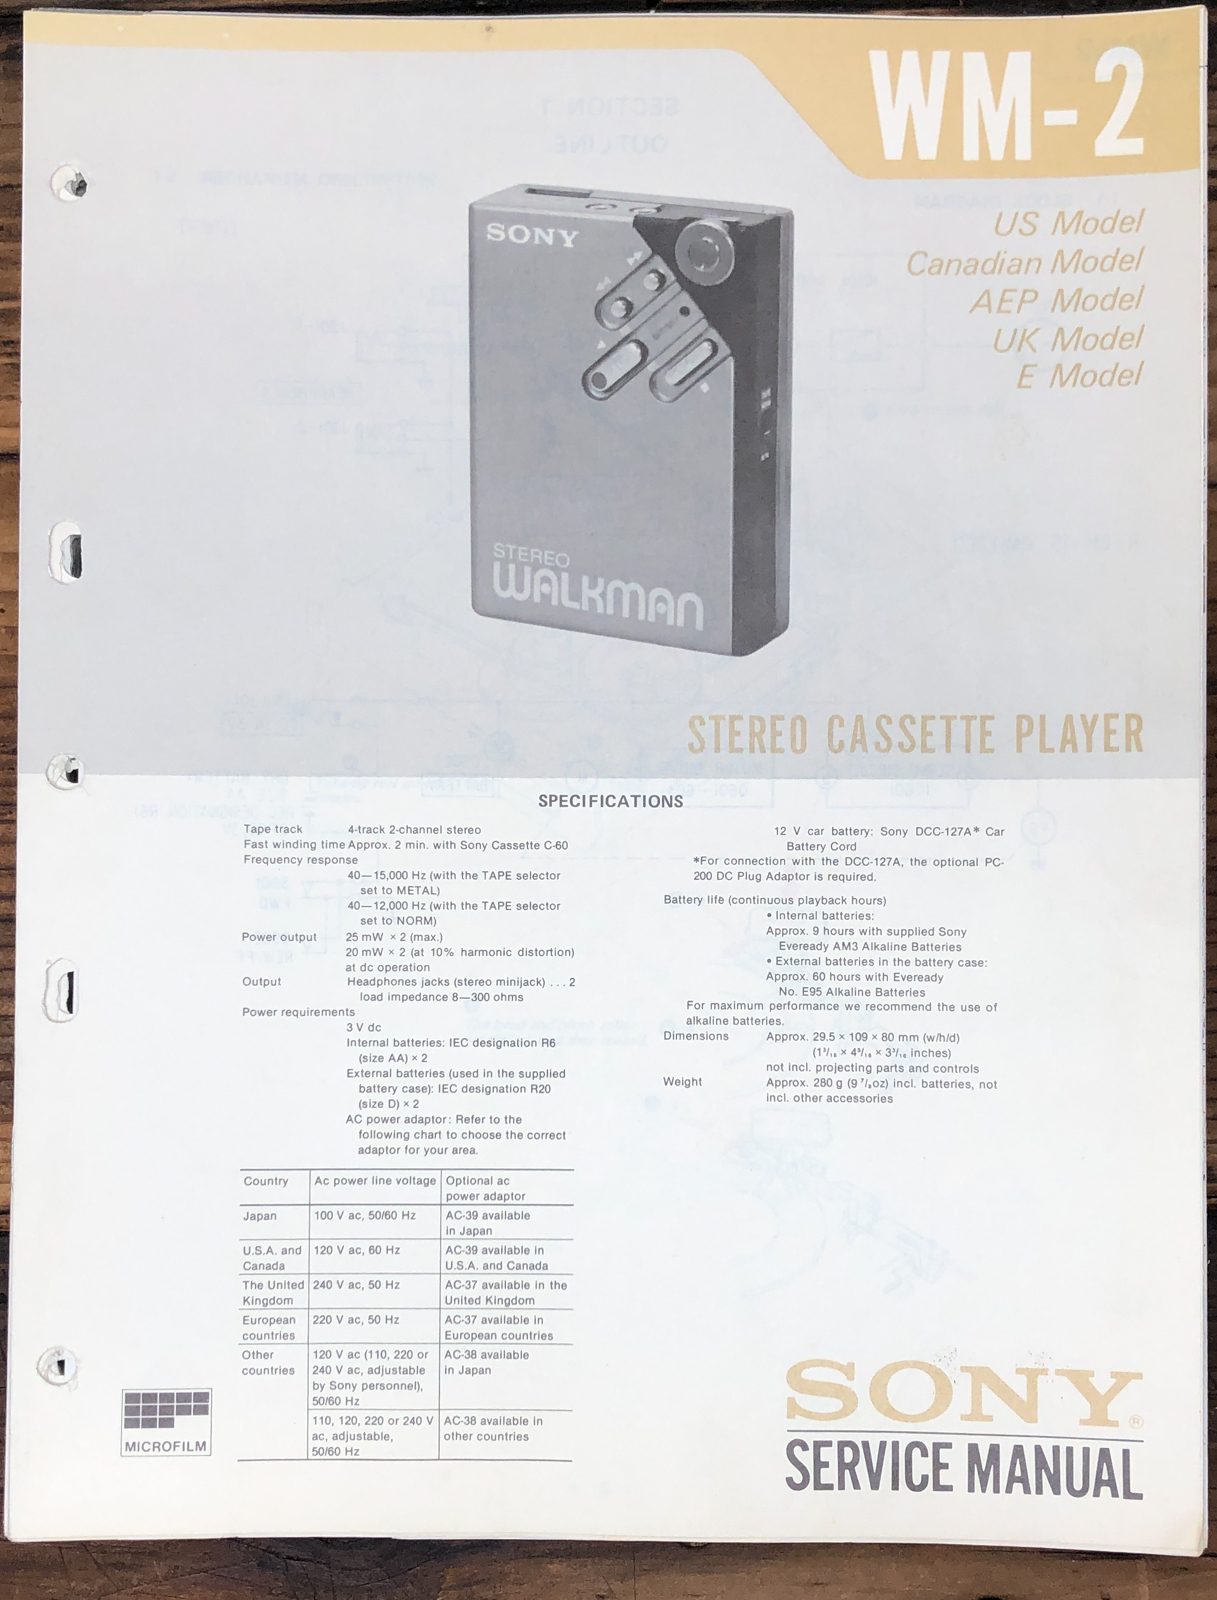 WM-2
US Model
Canadian Model
AEP Model
UK Model
E Model
SONY
STEREO
WALKMAN
STEREO CASSETTE PLAYER
SPECIFICATIONS
Tape track 4-track 2-channel stereo
Fast winding time Approx. 2 min. with Sony Cassette C-60
Frequency response
40—15,000 Hz (with the TAPE selector
set to METAL)
40—12,000 Hz (with the TAPE selector
set to NORM)
Power output 25 mW × 2 (max.)
20 mW × 2 (at 10% harmonic distortion)
at dc operation
Output Headphones jacks (stereo minijack) ... 2
load impedance 8—300 ohms
Power requirements
3 V dc
Internal batteries: IEC designation R6
(size AA) × 2
External batteries (used in the supplied
battery case): IEC designation R20
(size D) × 2
AC power adaptor: Refer to the
following chart to choose the correct
adaptor for your area.
Country Ac power line voltage Optional ac
power adaptor
Japan 100 V ac, 50/60 Hz AC-39 available
in Japan
U.S.A. and 120 V ac, 60 Hz AC-39 available in
Canada U.S.A. and Canada
The United 240 V ac, 50 Hz AC-37 available in the
Kingdom United Kingdom
European 220 V ac, 50 Hz AC-37 available in
countries European countries
Other 120 V ac (110, 220 or AC-38 available
countries 240 V ac, adjustable in Japan
by Sony personnel),
50/60 Hz
110, 120, 220 or 240 V AC-38 available in
ac, adjustable, other countries
50/60 Hz
12 V car battery: Sony DCC-127A* Car
Battery Cord
*For connection with the DCC-127A, the optional PC-
200 DC Plug Adaptor is required.
Battery life (continuous playback hours)
• Internal batteries:
Approx. 9 hours with supplied Sony
Eveready AM3 Alkaline Batteries
• External batteries in the battery case:
Approx. 60 hours with Eveready
No. E95 Alkaline Batteries
For maximum performance we recommend the use of
alkaline batteries.
Dimensions Approx. 29.5 × 109 × 80 mm (w/h/d)
(1 3/16 × 4 5/16 × 3 3/16 inches)
not incl. projecting parts and controls
Weight Approx. 280 g (9 7/8 oz) incl. batteries, not
incl. other accessories
MICROFILM
SONY®
SERVICE MANUAL